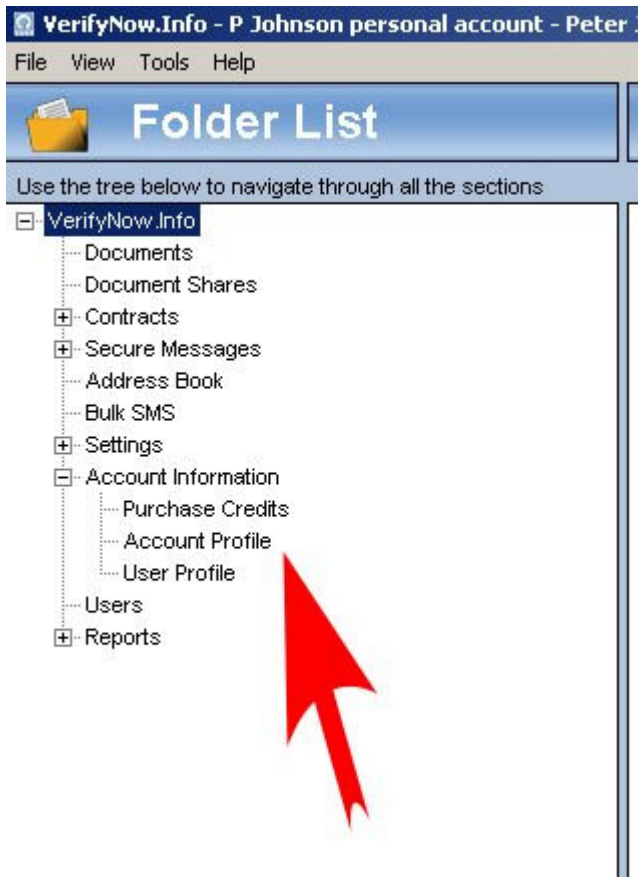 VerifyNow.Info - P Johnson personal account - Peter
File View Tools Help
Folder List
Use the tree below to navigate through all the sections
VerifyNow.Info
Documents
Document Shares
Contracts
Secure Messages
Address Book
Bulk SMS
Settings
Account Information
Purchase Credits
Account Profile
User Profile
Users
Reports